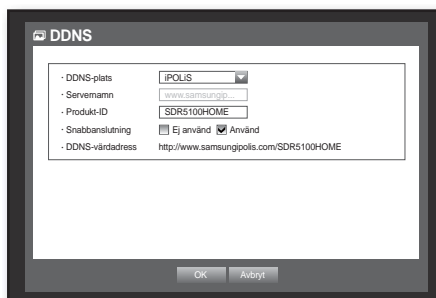 DDNS
· DDNS-plats iPOLiS
· Servernamn www.samsungip...
· Produkt-ID SDR5100HOME
· Snabbanslutning Ej använd Använd
· DDNS-värdadress http://www.samsungipolis.com/SDR5100HOME
OK Avbryt